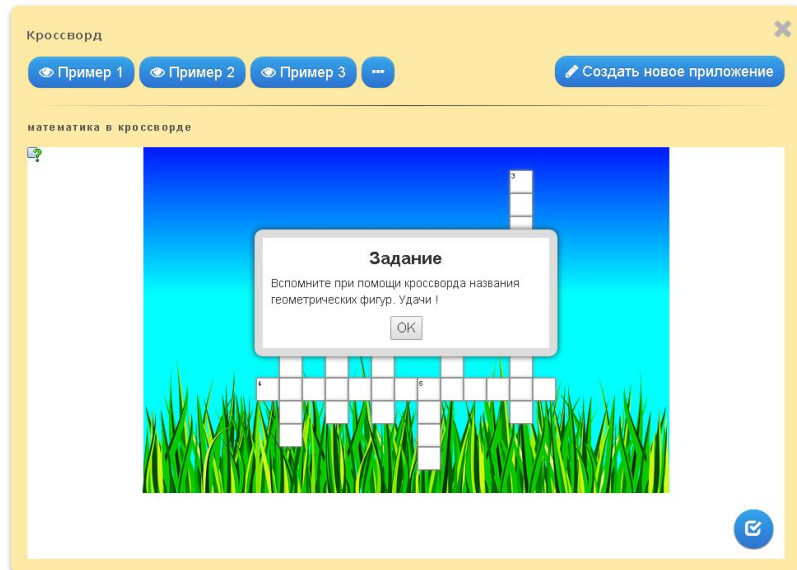 Кроссворд
Пример 1 Пример 2 Пример 3 Создать новое приложение
математика в кроссворде
3
Задание
Вспомните при помощи кроссворда названия
геометрических фигур. Удачи !
OK